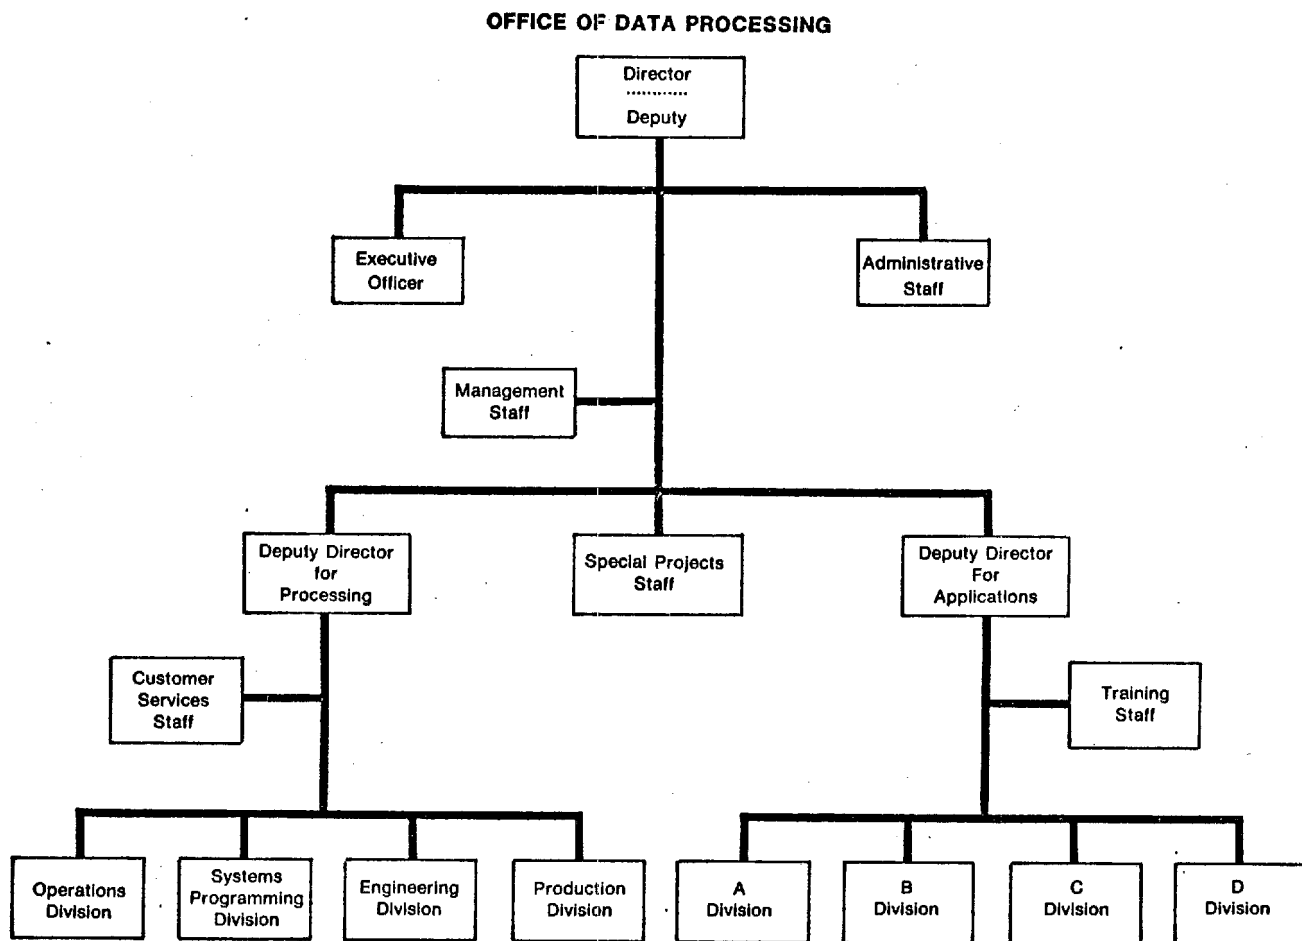 OFFICE OF DATA PROCESSING
Director
............
Deputy
Executive
Officer
Administrative
Staff
Management
Staff
Deputy Director
for
Processing
Special Projects
Staff
Deputy Director
For
Applications
Customer
Services
Staff
Training
Staff
Operations
Division
Systems
Programming
Division
Engineering
Division
Production
Division
A
Division
B
Division
C
Division
D
Division